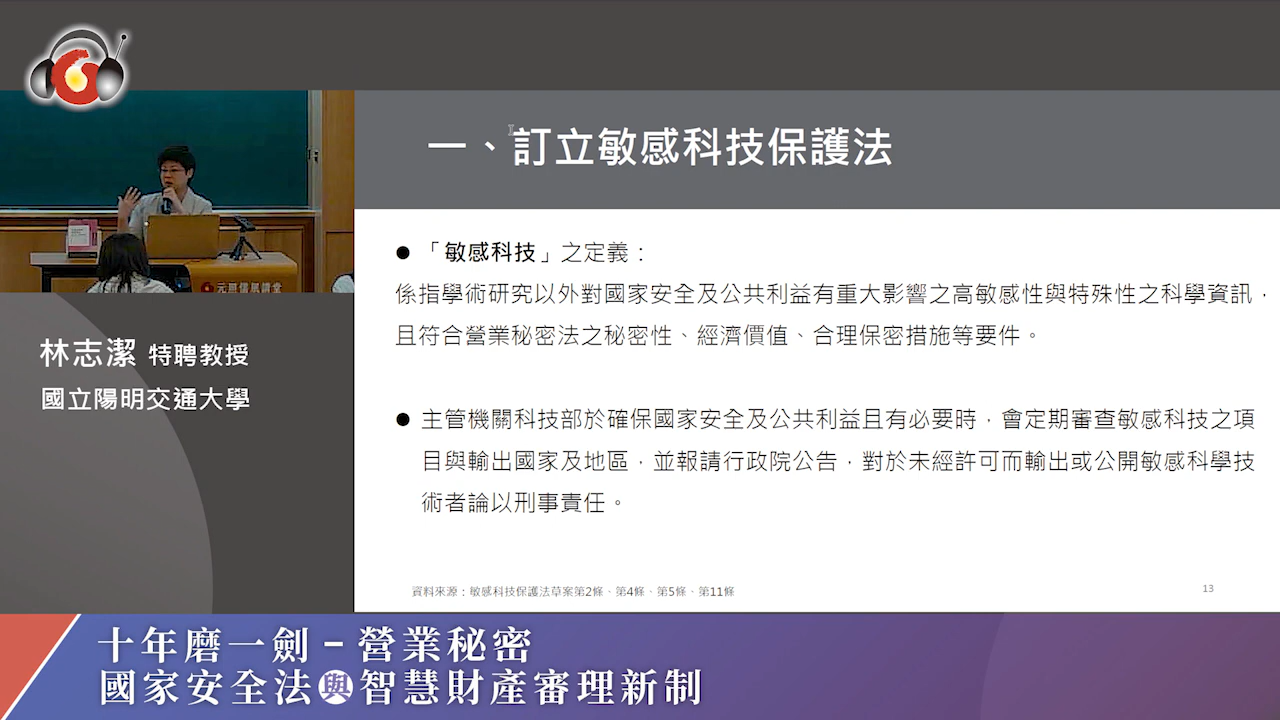 一、訂立敏感科技保護法
● 「敏感科技」之定義：
係指學術研究以外對國家安全及公共利益有重大影響之高敏感性與特殊性之科學資訊，
且符合營業秘密法之秘密性、經濟價值、合理保密措施等要件。
● 主管機關科技部於確保國家安全及公共利益且有必要時，會定期審查敏感科技之項
目與輸出國家及地區，並報請行政院公告，對於未經許可而輸出或公開敏感科學技
術者論以刑事責任。
資料來源：敏感科技保護法草案第2條、第4條、第5條、第11條
13
元照儒風講堂
林志潔 特聘教授
國立陽明交通大學
十年磨一劍－營業秘密
國家安全法與智慧財產審理新制